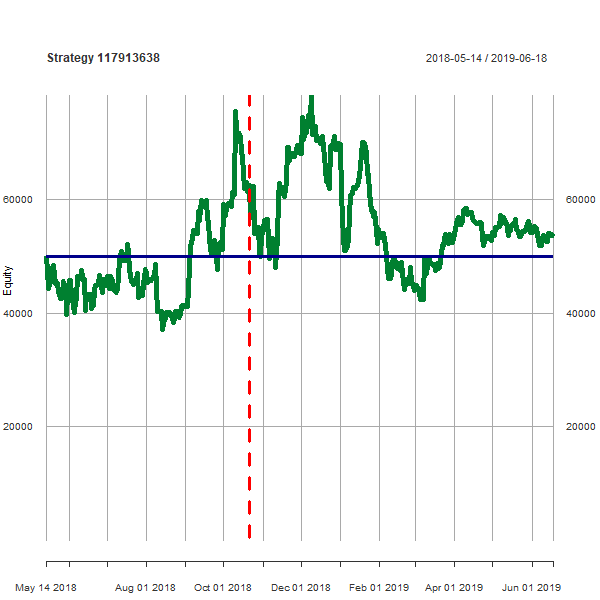 Strategy 117913638
2018-05-14 / 2019-06-18
60000
60000
Equity
40000
40000
20000
20000
May 14 2018
Aug 01 2018
Oct 01 2018
Dec 01 2018
Feb 01 2019
Apr 01 2019
Jun 01 2019